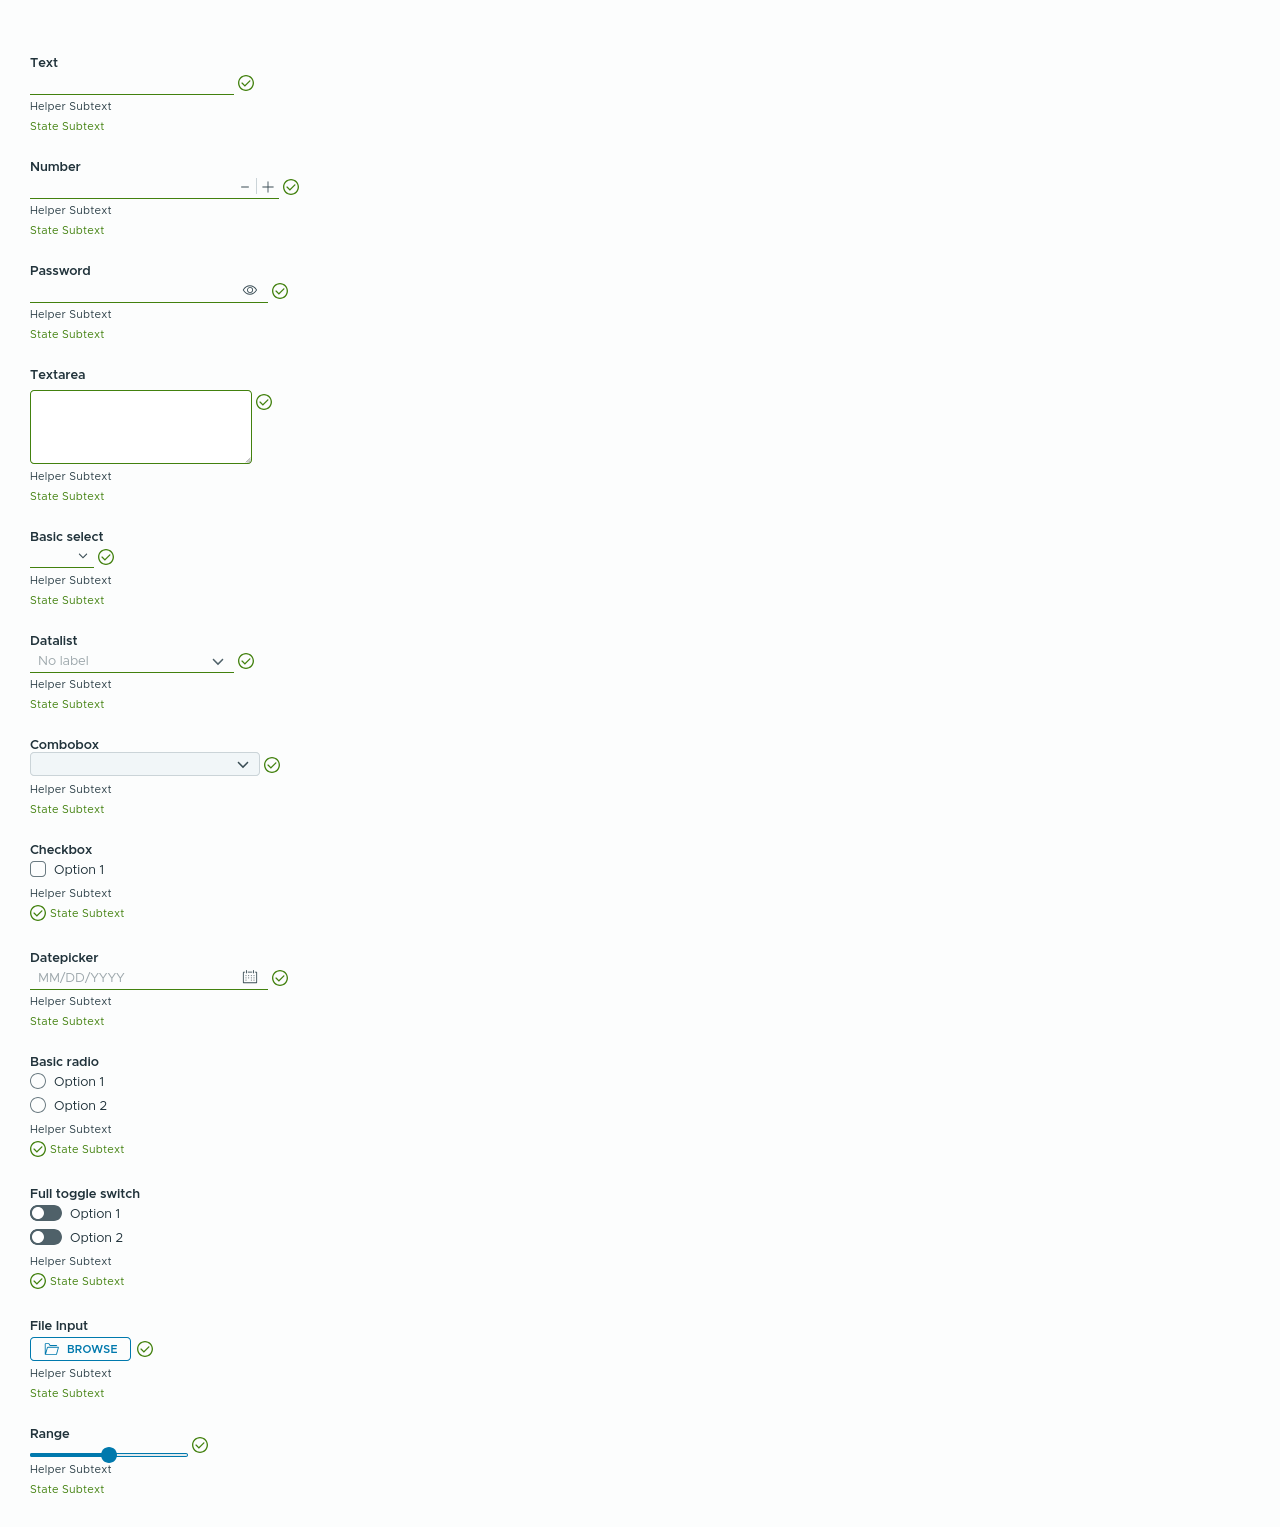 Text
Helper Subtext
State Subtext
Number
Helper Subtext
State Subtext
Password
Helper Subtext
State Subtext
Textarea
Helper Subtext
State Subtext
Basic select
Helper Subtext
State Subtext
Datalist
No label
Helper Subtext
State Subtext
Combobox
Helper Subtext
State Subtext
Checkbox
Option 1
Helper Subtext
State Subtext
Datepicker
MM/DD/YYYY
Helper Subtext
State Subtext
Basic radio
Option 1
Option 2
Helper Subtext
State Subtext
Full toggle switch
Option 1
Option 2
Helper Subtext
State Subtext
File Input
BROWSE
Helper Subtext
State Subtext
Range
Helper Subtext
State Subtext